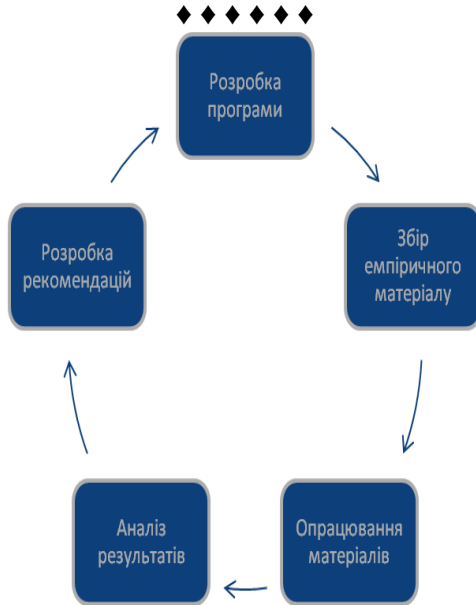 Розробка
програми
Збір
емпіричного
матеріалу
Опрацювання
матеріалів
Аналіз
результатів
Розробка
рекомендацій